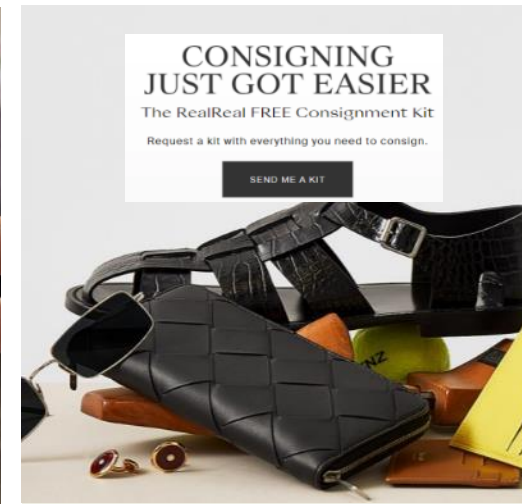 CONSIGNING
JUST GOT EASIER
The RealReal FREE Consignment Kit
Request a kit with everything you need to consign.
SEND ME A KIT